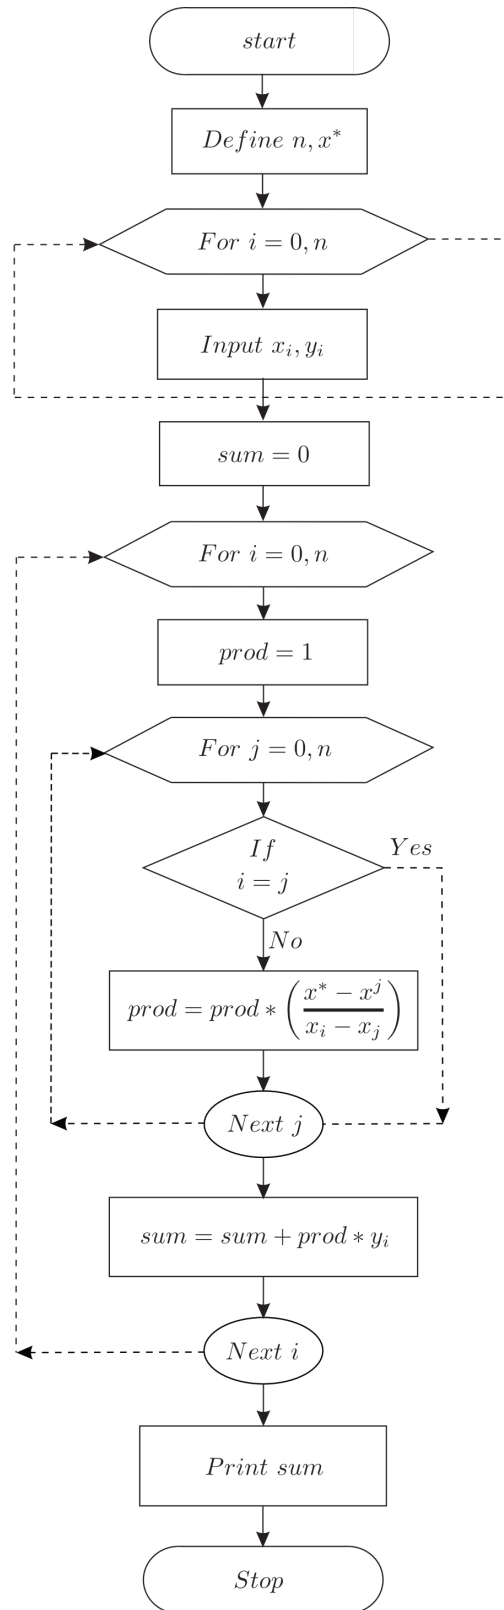 start
Define n, x*
For i = 0, n
Input x_i, y_i
sum = 0
For i = 0, n
prod = 1
For j = 0, n
If
i = j
Yes
No
prod = prod * ( (x* − x^j) / (x_i − x_j) )
Next j
sum = sum + prod * y_i
Next i
Print sum
Stop